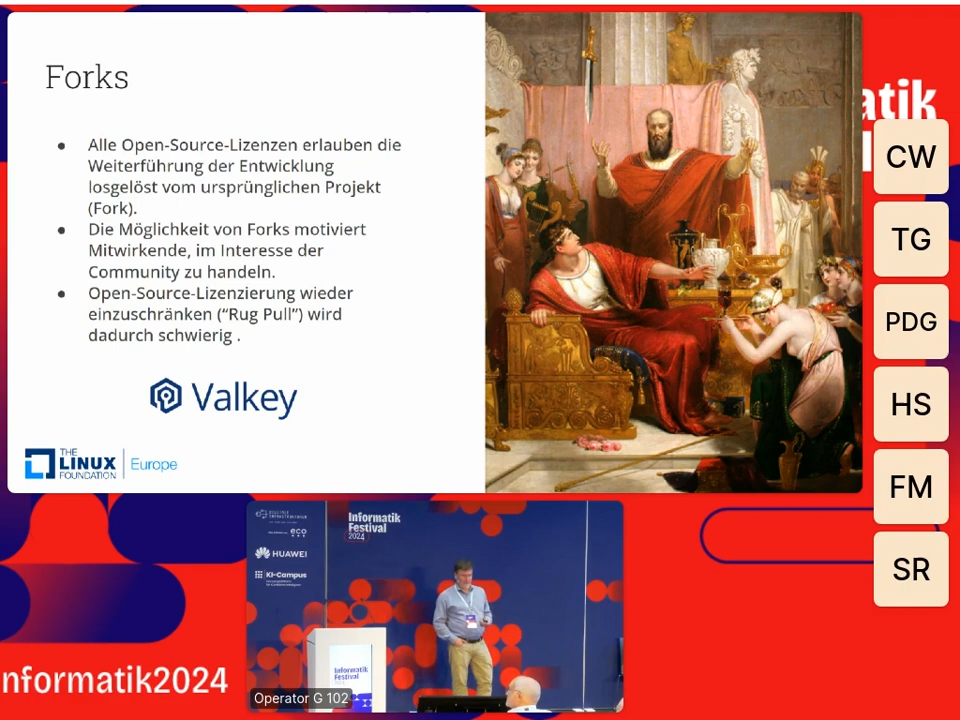 Forks
● Alle Open-Source-Lizenzen erlauben die
Weiterführung der Entwicklung
losgelöst vom ursprünglichen Projekt
(Fork).
● Die Möglichkeit von Forks motiviert
Mitwirkende, im Interesse der
Community zu handeln.
● Open-Source-Lizenzierung wieder
einzuschränken (“Rug Pull”) wird
dadurch schwierig .
Valkey
THE
LINUX
FOUNDATION
Europe
atik
CW
TG
PDG
HS
FM
SR
eco
HUAWEI
KI-Campus
Informatik
Festival
2024
Informatik
Festival
Operator G 102
nformatik2024